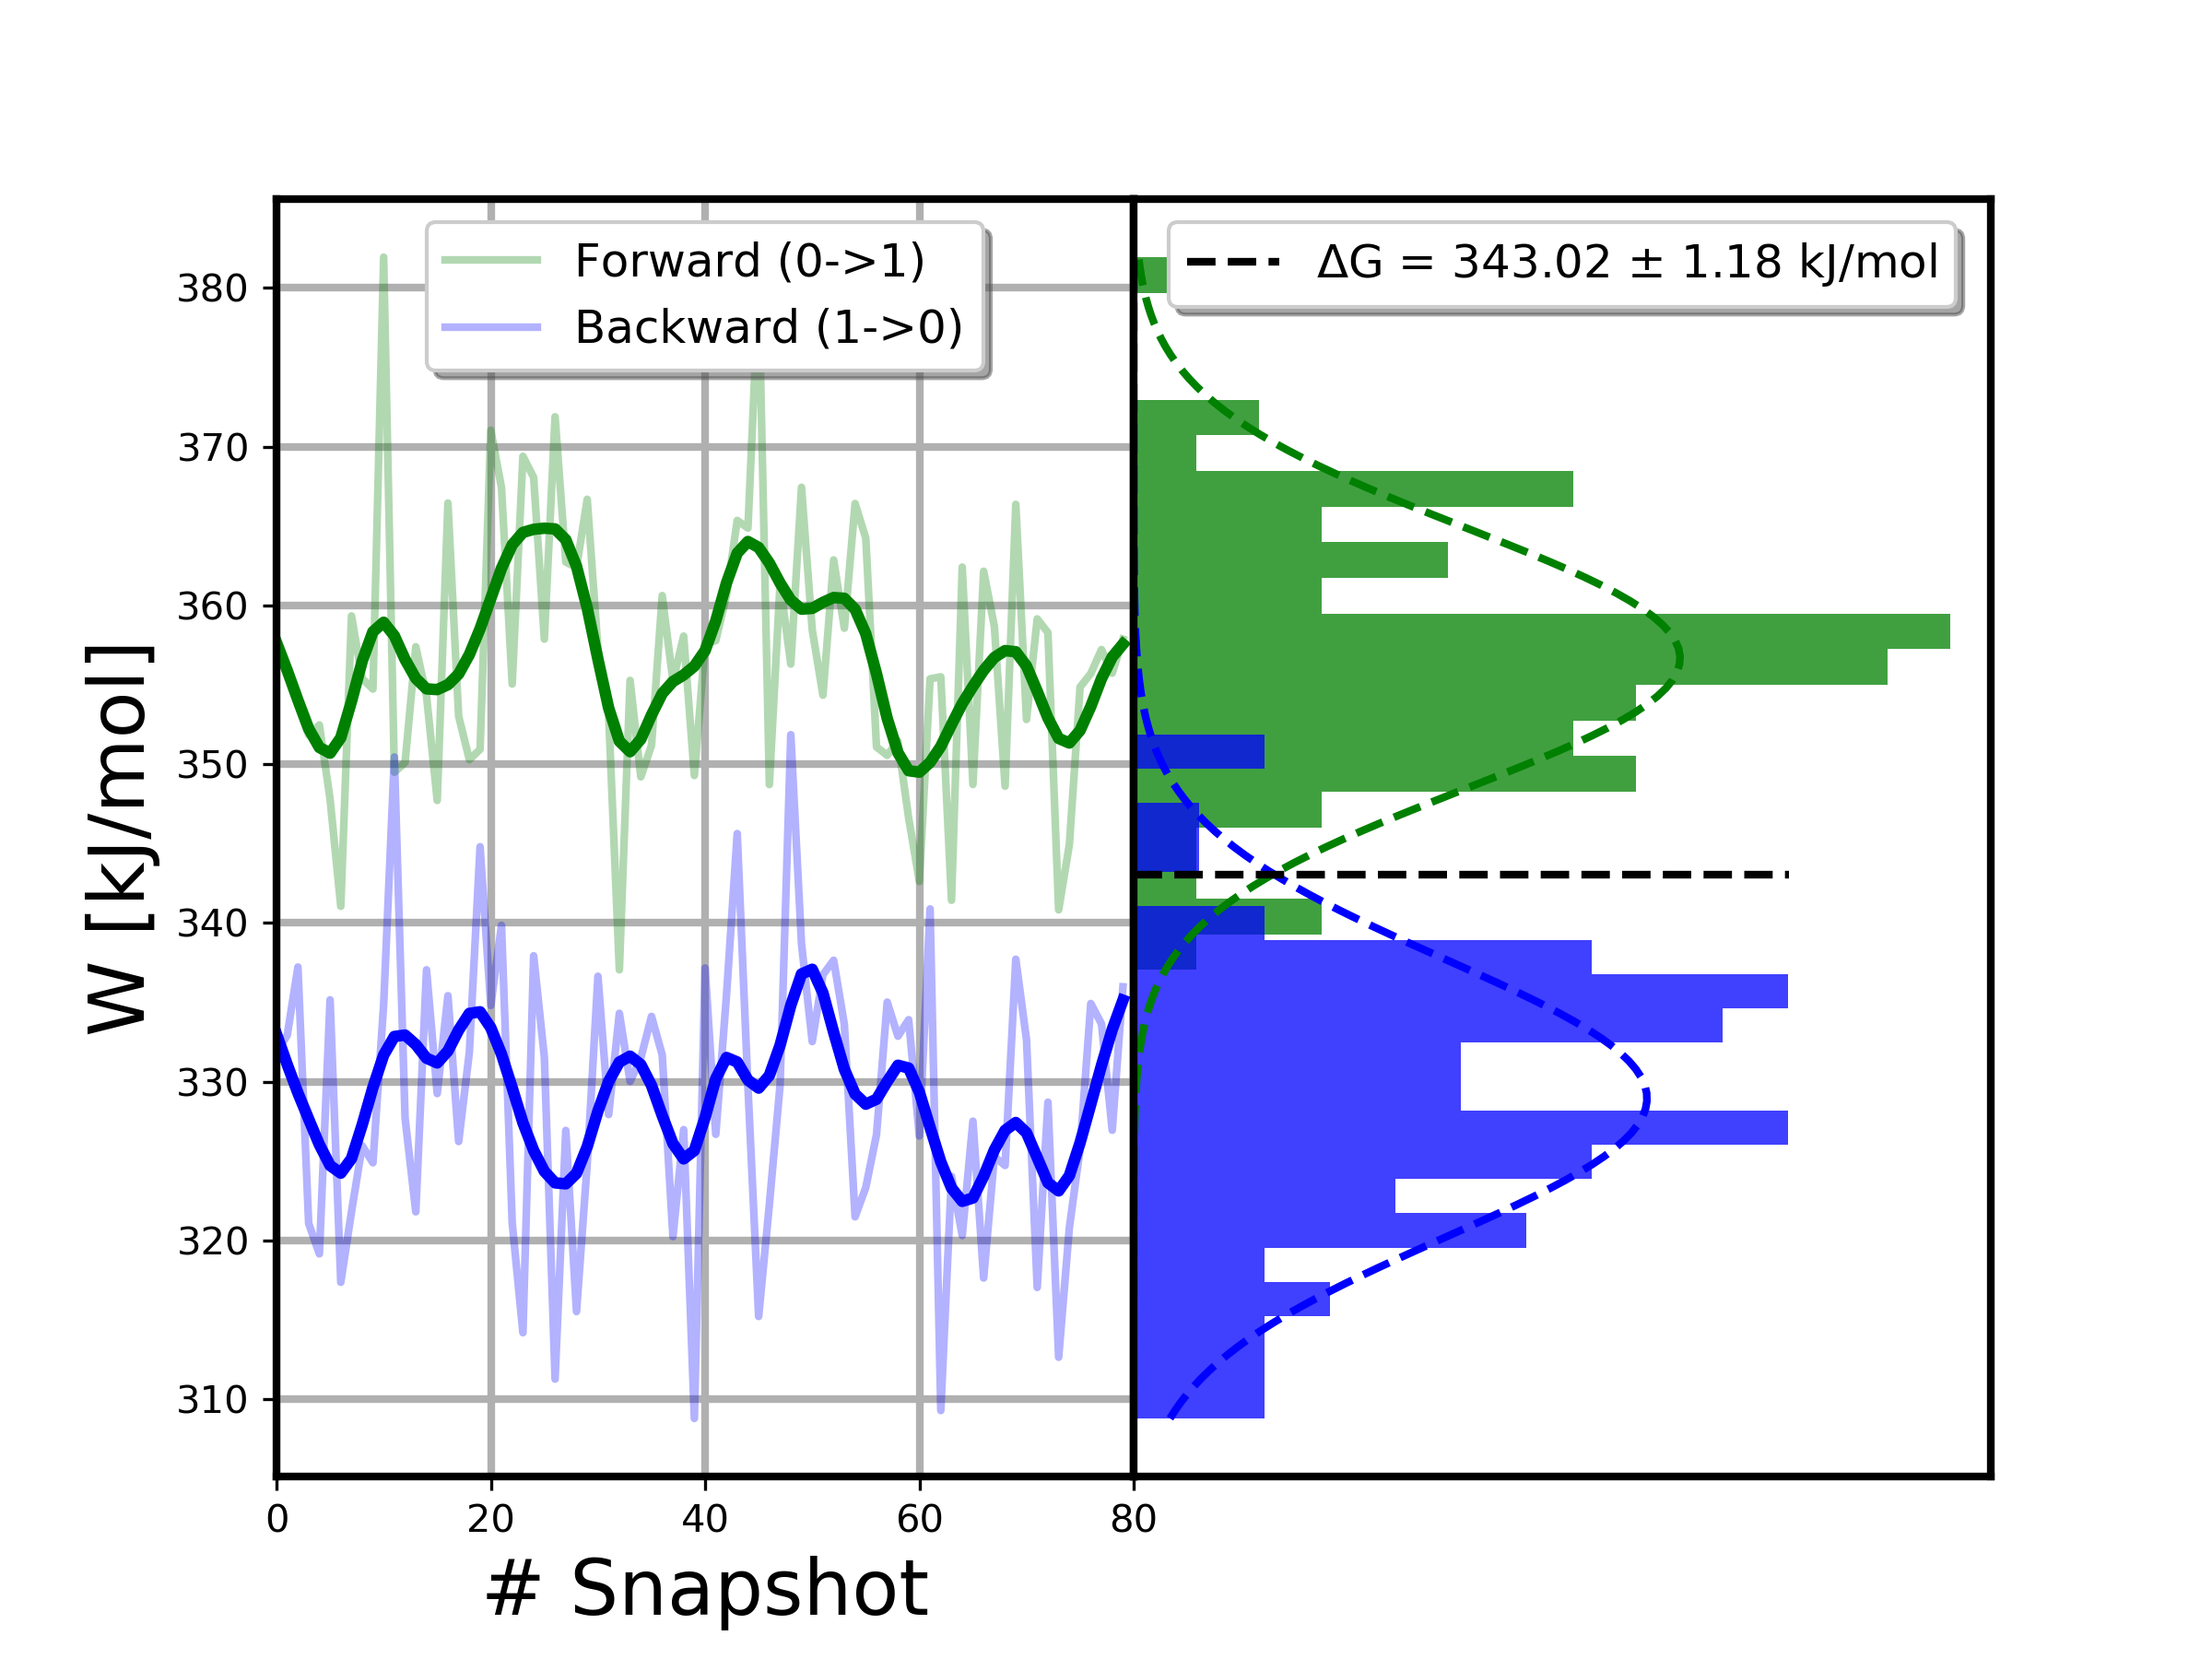 Forward (0->1)
Backward (1->0)
ΔG = 343.02 ± 1.18 kJ/mol
W [kJ/mol]
380
370
360
350
340
330
320
310
0 20 40 60 80
# Snapshot